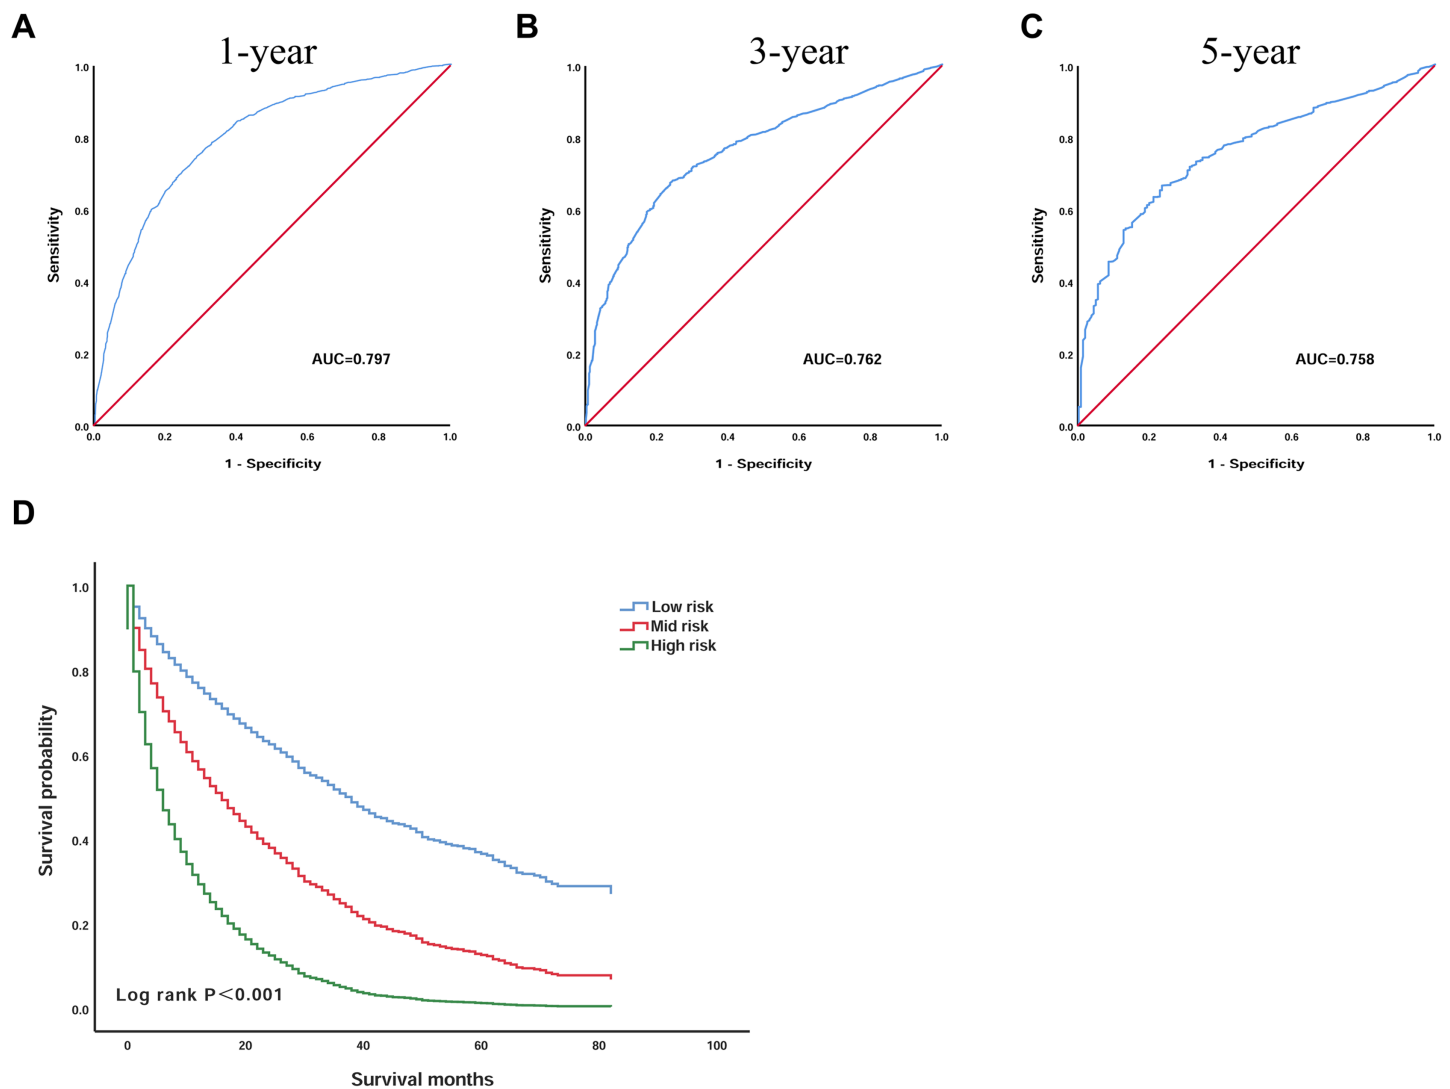 A
1-year
1.0
0.8
0.6
0.4
0.2
0.0
Sensitivity
AUC=0.797
0.0 0.2 0.4 0.6 0.8 1.0
1 - Specificity
B
3-year
1.0
0.8
0.6
0.4
0.2
0.0
Sensitivity
AUC=0.762
0.0 0.2 0.4 0.6 0.8 1.0
1 - Specificity
C
5-year
1.0
0.8
0.6
0.4
0.2
0.0
Sensitivity
AUC=0.758
0.0 0.2 0.4 0.6 0.8 1.0
1 - Specificity
D
1.0
0.8
0.6
0.4
0.2
0.0
Survival probability
Low risk
Mid risk
High risk
Log rank P<0.001
0 20 40 60 80 100
Survival months